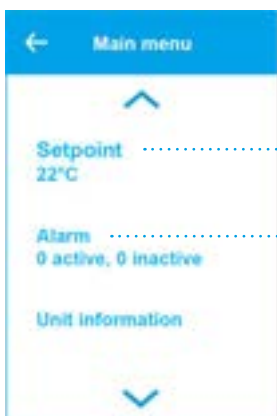 Main menu
Setpoint
22°C
Alarm
0 active, 0 inactive
Unit information